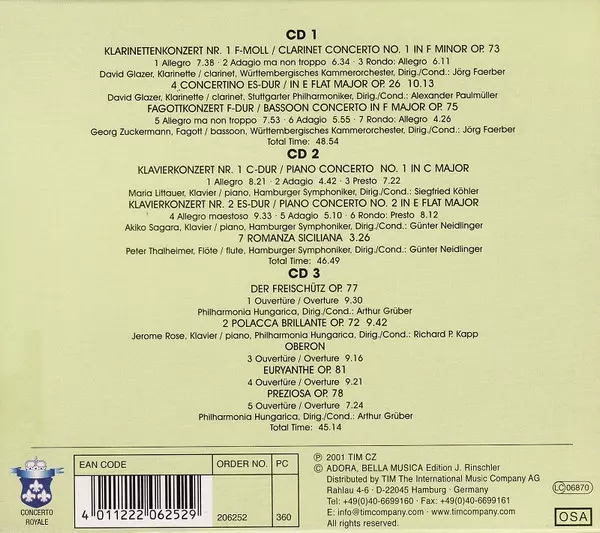 CD 1
KLARINETTENKONZERT NR. 1 F-MOLL / CLARINET CONCERTO NO. 1 IN F MINOR OP. 73
1 Allegro 7.38 · 2 Adagio ma non troppo 6.34 · 3 Rondo: Allegro 6.11
David Glazer, Klarinette / clarinet, Württembergisches Kammerorchester, Dirig./Cond.: Jörg Faerber
4 CONCERTINO ES-DUR / IN E FLAT MAJOR OP. 26 10.13
David Glazer, Klarinette / clarinet, Stuttgarter Philharmoniker, Dirig./Cond.: Alexander Paulmüller
FAGOTTKONZERT F-DUR / BASSOON CONCERTO IN F MAJOR OP. 75
5 Allegro ma non troppo 7.53 · 6 Adagio 5.55 · 7 Rondo: Allegro 4.26
Georg Zuckermann, Fagott / bassoon, Württembergisches Kammerorchester, Dirig./Cond.: Jörg Faerber
Total Time: 48.54
CD 2
KLAVIERKONZERT NR. 1 C-DUR / PIANO CONCERTO NO. 1 IN C MAJOR
1 Allegro 8.21 · 2 Adagio 4.42 · 3 Presto 7.22
Maria Littauer, Klavier / piano, Hamburger Symphoniker, Dirig./Cond.: Siegfried Köhler
KLAVIERKONZERT NR. 2 ES-DUR / PIANO CONCERTO NO. 2 IN E FLAT MAJOR
4 Allegro maestoso 9.33 · 5 Adagio 5.10 · 6 Rondo: Presto 8.12
Akiko Sagara, Klavier / piano, Hamburger Symphoniker, Dirig./Cond.: Günter Neidlinger
7 ROMANZA SICILIANA 3.26
Peter Thalheimer, Flöte / flute, Hamburger Symphoniker, Dirig./Cond.: Günter Neidlinger
Total Time: 46.49
CD 3
DER FREISCHÜTZ OP. 77
1 Ouvertüre / Overture 9.30
Philharmonia Hungarica, Dirig./Cond.: Arthur Grüber
2 POLACCA BRILLANTE OP. 72 9.42
Jerome Rose, Klavier / piano, Philharmonia Hungarica, Dirig./Cond.: Richard P. Kapp
OBERON
3 Ouvertüre / Overture 9.16
EURYANTHE OP. 81
4 Ouvertüre / Overture 9.21
PREZIOSA OP. 78
5 Ouvertüre / Overture 7.24
Philharmonia Hungarica, Dirig./Cond.: Arthur Grüber
Total Time: 45.14
CONCERTO
ROYALE
EAN CODE
ORDER NO.
PC
4 011222 062529
206252
360
℗ 2001 TIM CZ
© ADORA, BELLA MUSICA Edition J. Rinschler
Distributed by TIM The International Music Company AG
Rahlau 4-6 · D-22045 Hamburg · Germany
Tel: +49(0)40-6699160 · Fax: +49(0)40-66991​61
E: info@timcompany.com · www.timcompany.com
LC 06870
OSA